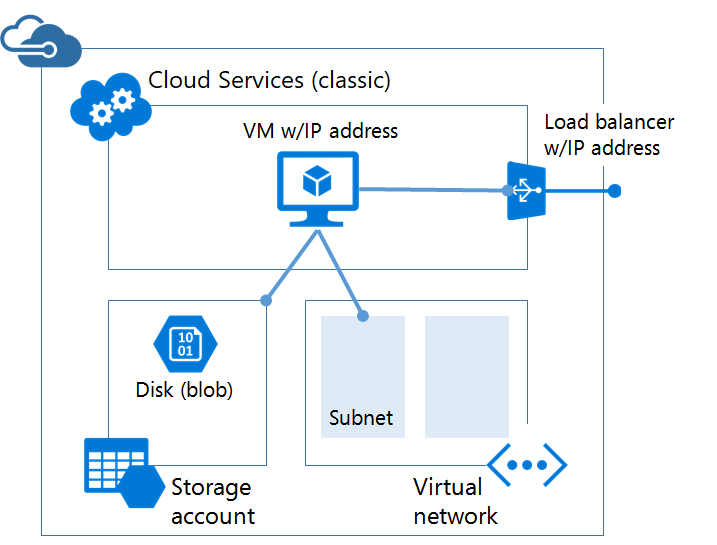 Cloud Services (classic)
VM w/IP address
Load balancer
w/IP address
10
01
Disk (blob)
Subnet
Storage
account
Virtual
network